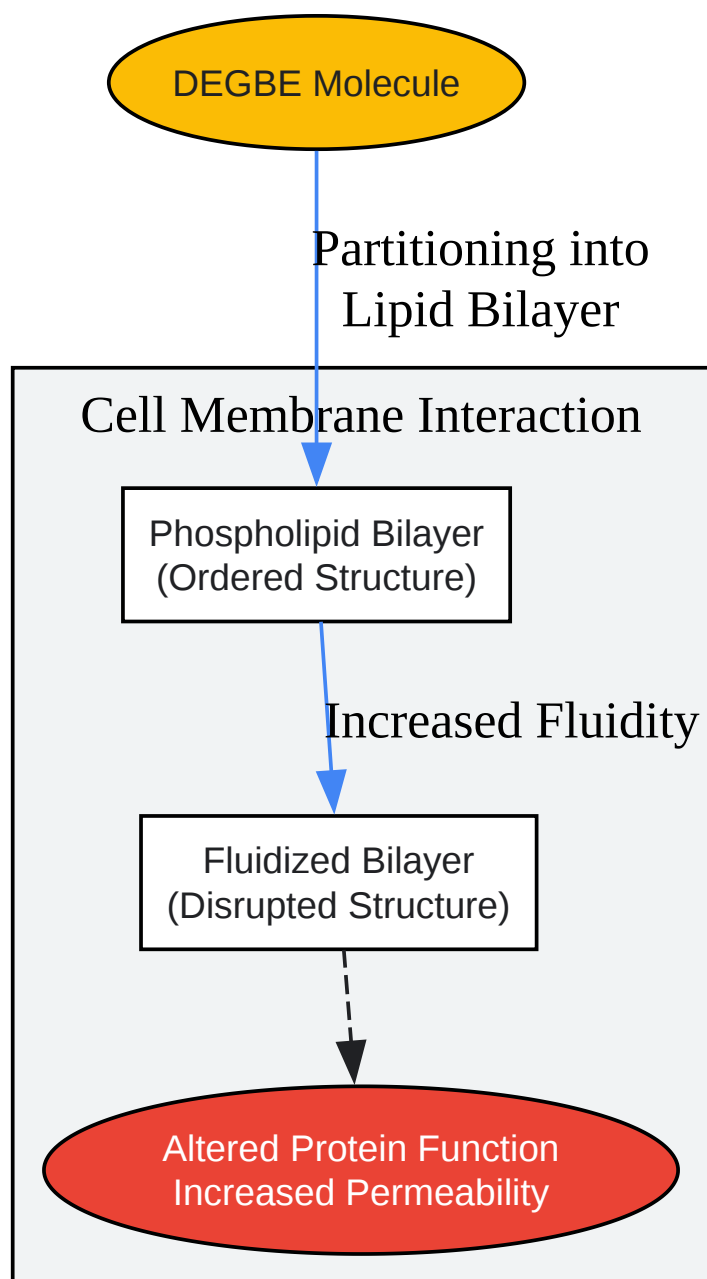 DEGBE Molecule
Partitioning into
Lipid Bilayer
Cell Membrane Interaction
Phospholipid Bilayer
(Ordered Structure)
Increased Fluidity
Fluidized Bilayer
(Disrupted Structure)
Altered Protein Function
Increased Permeability